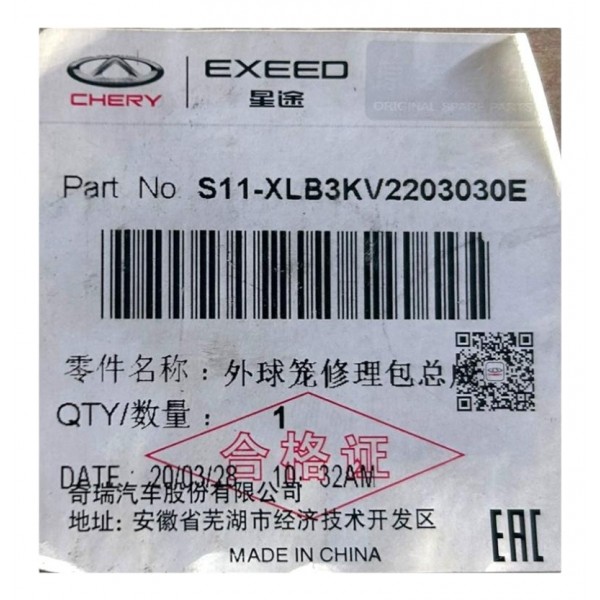 CHERY
EXEED
星途
ORIGINAL SPARE PARTS
Part No S11-XLB3KV2203030E
零件名称：外球笼修理包总成
QTY/数量： 1
合格证
DATE: 20/03/28 10: 32AM
奇瑞汽车股份有限公司
地址: 安徽省芜湖市经济技术开发区
EAC
MADE IN CHINA